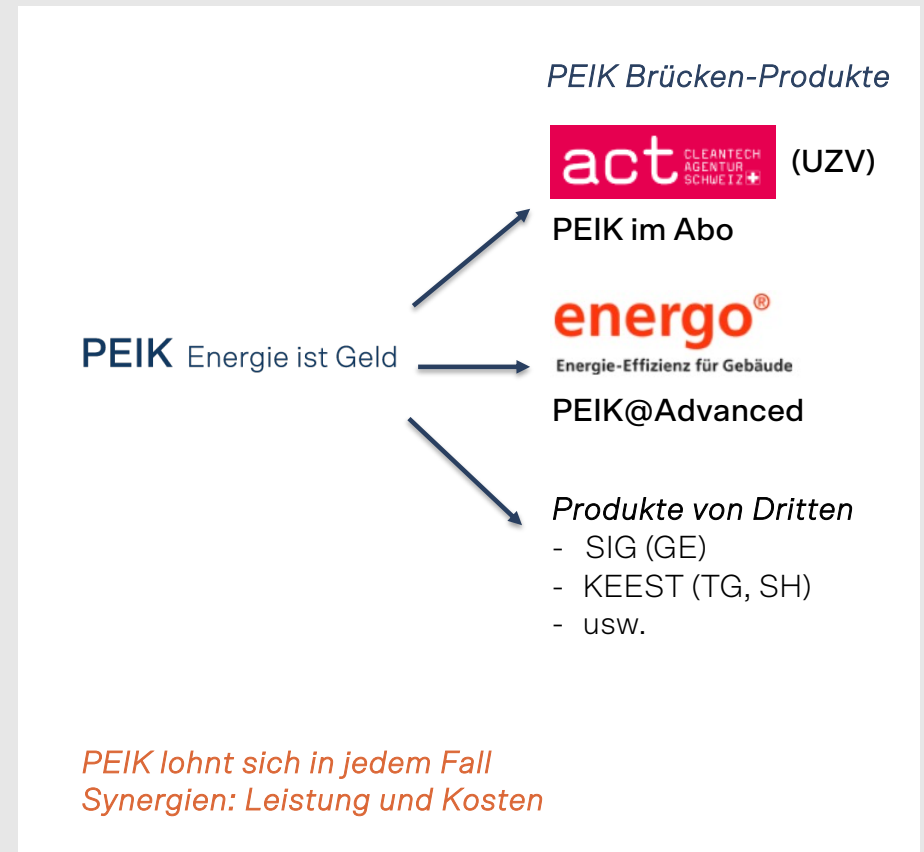 PEIK Brücken-Produkte
act CLEANTECH AGENTUR SCHWEIZ (UZV)
PEIK im Abo
energo®
Energie-Effizienz für Gebäude
PEIK Energie ist Geld
PEIK@Advanced
Produkte von Dritten
- SIG (GE)
- KEEST (TG, SH)
- usw.
PEIK lohnt sich in jedem Fall
Synergien: Leistung und Kosten